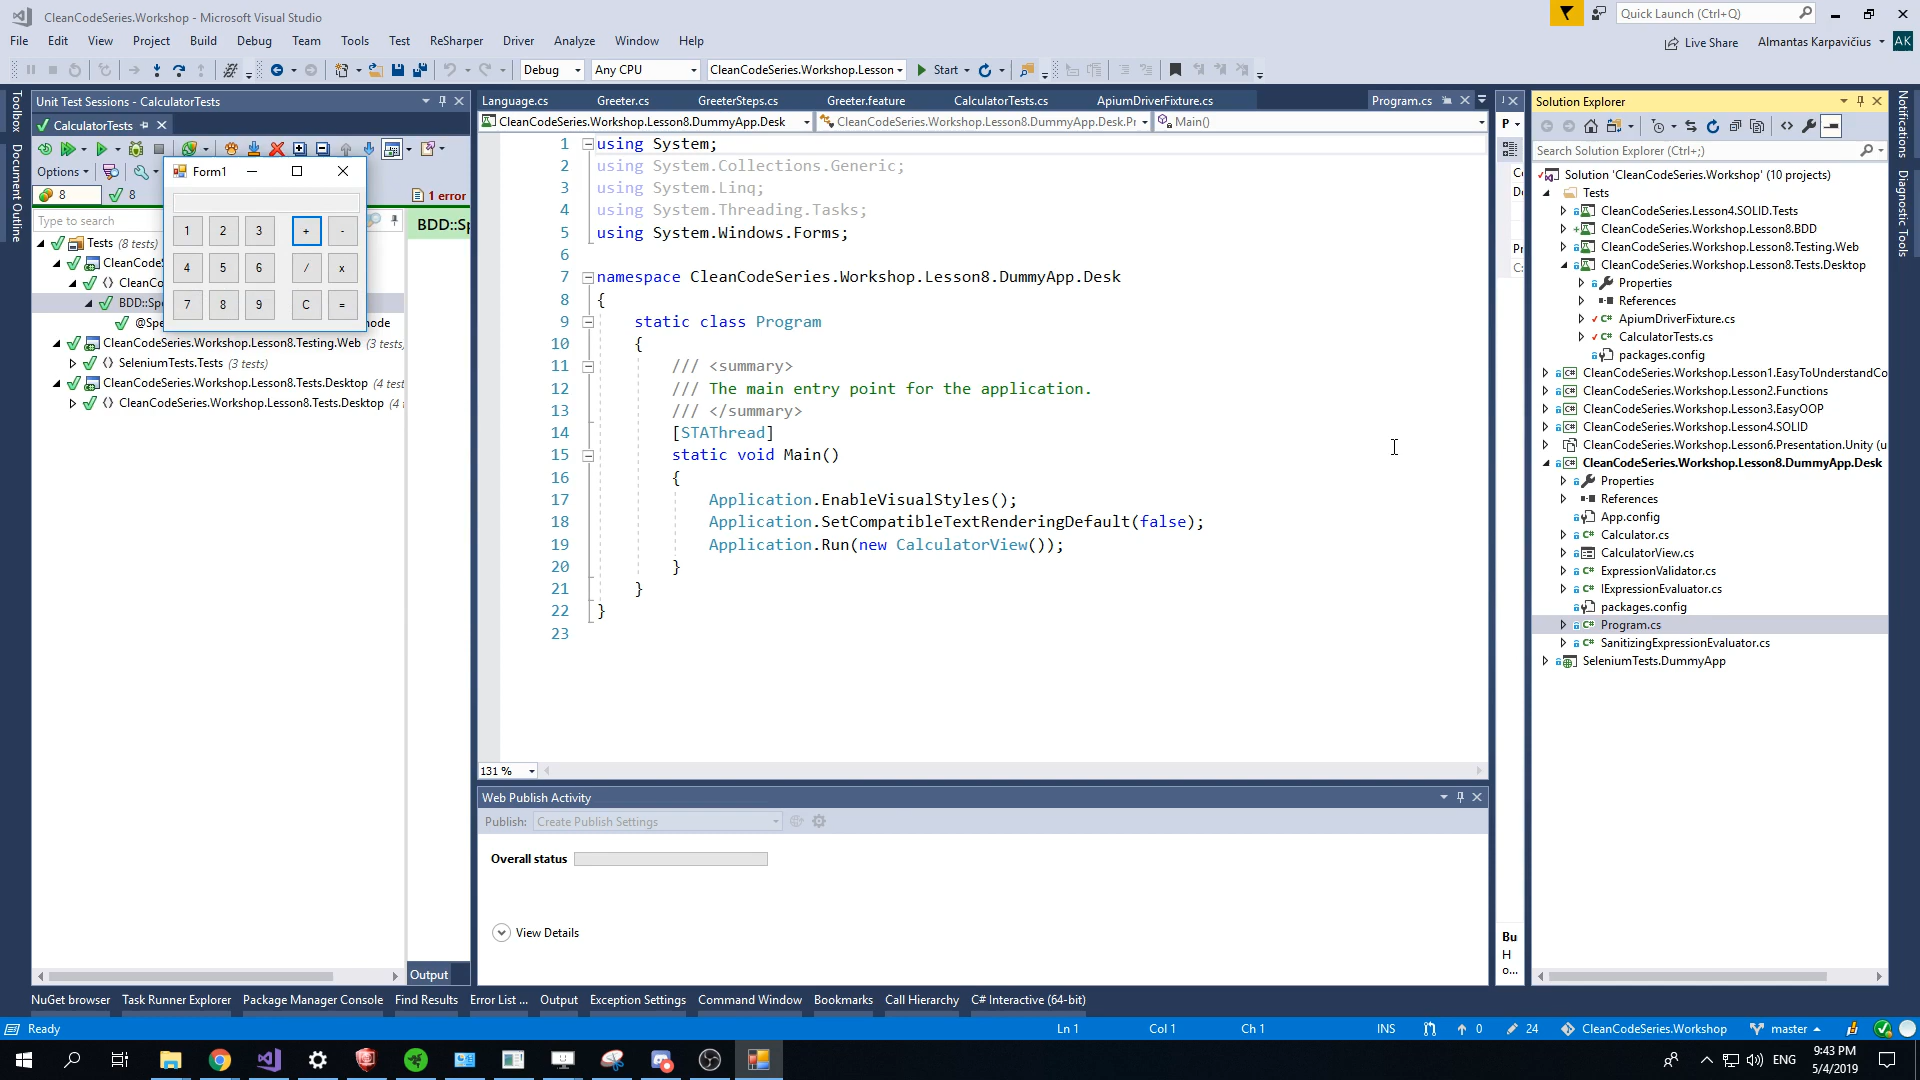 CleanCodeSeries.Workshop - Microsoft Visual Studio
Quick Launch (Ctrl+Q)
File Edit View Project Build Debug Team Tools Test ReSharper Driver Analyze Window Help
Live Share Almantas Karpavičius AK
Debug Any CPU CleanCodeSeries.Workshop.Lesson Start
Toolbox
Document Outline
Unit Test Sessions - CalculatorTests
CalculatorTests
Options
8 8 1 error
Type to search
BDD::Sp
Tests (8 tests)
CleanCodeS
CleanCo
BDD::Spe
@Spe node
CleanCodeSeries.Workshop.Lesson8.Testing.Web (3 tests)
SeleniumTests.Tests (3 tests)
CleanCodeSeries.Workshop.Lesson8.Tests.Desktop (4 test
CleanCodeSeries.Workshop.Lesson8.Tests.Desktop (4 t
Output
Form1
1 2 3 + -
4 5 6 / x
7 8 9 C =
Language.cs Greeter.cs GreeterSteps.cs Greeter.feature CalculatorTests.cs ApiumDriverFixture.cs Program.cs
CleanCodeSeries.Workshop.Lesson8.DummyApp.Desk CleanCodeSeries.Workshop.Lesson8.DummyApp.Desk.Pr Main()
1 using System;
2 using System.Collections.Generic;
3 using System.Linq;
4 using System.Threading.Tasks;
5 using System.Windows.Forms;
6
7 namespace CleanCodeSeries.Workshop.Lesson8.DummyApp.Desk
8 {
9 static class Program
10 {
11 /// <summary>
12 /// The main entry point for the application.
13 /// </summary>
14 [STAThread]
15 static void Main()
16 {
17 Application.EnableVisualStyles();
18 Application.SetCompatibleTextRenderingDefault(false);
19 Application.Run(new CalculatorView());
20 }
21 }
22 }
23
131 %
Web Publish Activity
Publish: Create Publish Settings
Overall status
View Details
P
Bu
H
o...
Solution Explorer
Search Solution Explorer (Ctrl+;)
Solution 'CleanCodeSeries.Workshop' (10 projects)
Tests
CleanCodeSeries.Lesson4.SOLID.Tests
CleanCodeSeries.Workshop.Lesson8.BDD
CleanCodeSeries.Workshop.Lesson8.Testing.Web
CleanCodeSeries.Workshop.Lesson8.Tests.Desktop
Properties
References
ApiumDriverFixture.cs
CalculatorTests.cs
packages.config
CleanCodeSeries.Workshop.Lesson1.EasyToUnderstandCo
CleanCodeSeries.Workshop.Lesson2.Functions
CleanCodeSeries.Workshop.Lesson3.EasyOOP
CleanCodeSeries.Workshop.Lesson4.SOLID
CleanCodeSeries.Workshop.Lesson6.Presentation.Unity (u
CleanCodeSeries.Workshop.Lesson8.DummyApp.Desk
Properties
References
App.config
Calculator.cs
CalculatorView.cs
ExpressionValidator.cs
IExpressionEvaluator.cs
packages.config
Program.cs
SanitizingExpressionEvaluator.cs
SeleniumTests.DummyApp
Notifications
Diagnostic Tools
NuGet browser Task Runner Explorer Package Manager Console Find Results Error List ... Output Exception Settings Command Window Bookmarks Call Hierarchy C# Interactive (64-bit)
Ready Ln 1 Col 1 Ch 1 INS 0 24 CleanCodeSeries.Workshop master
ENG 9:43 PM
5/4/2019